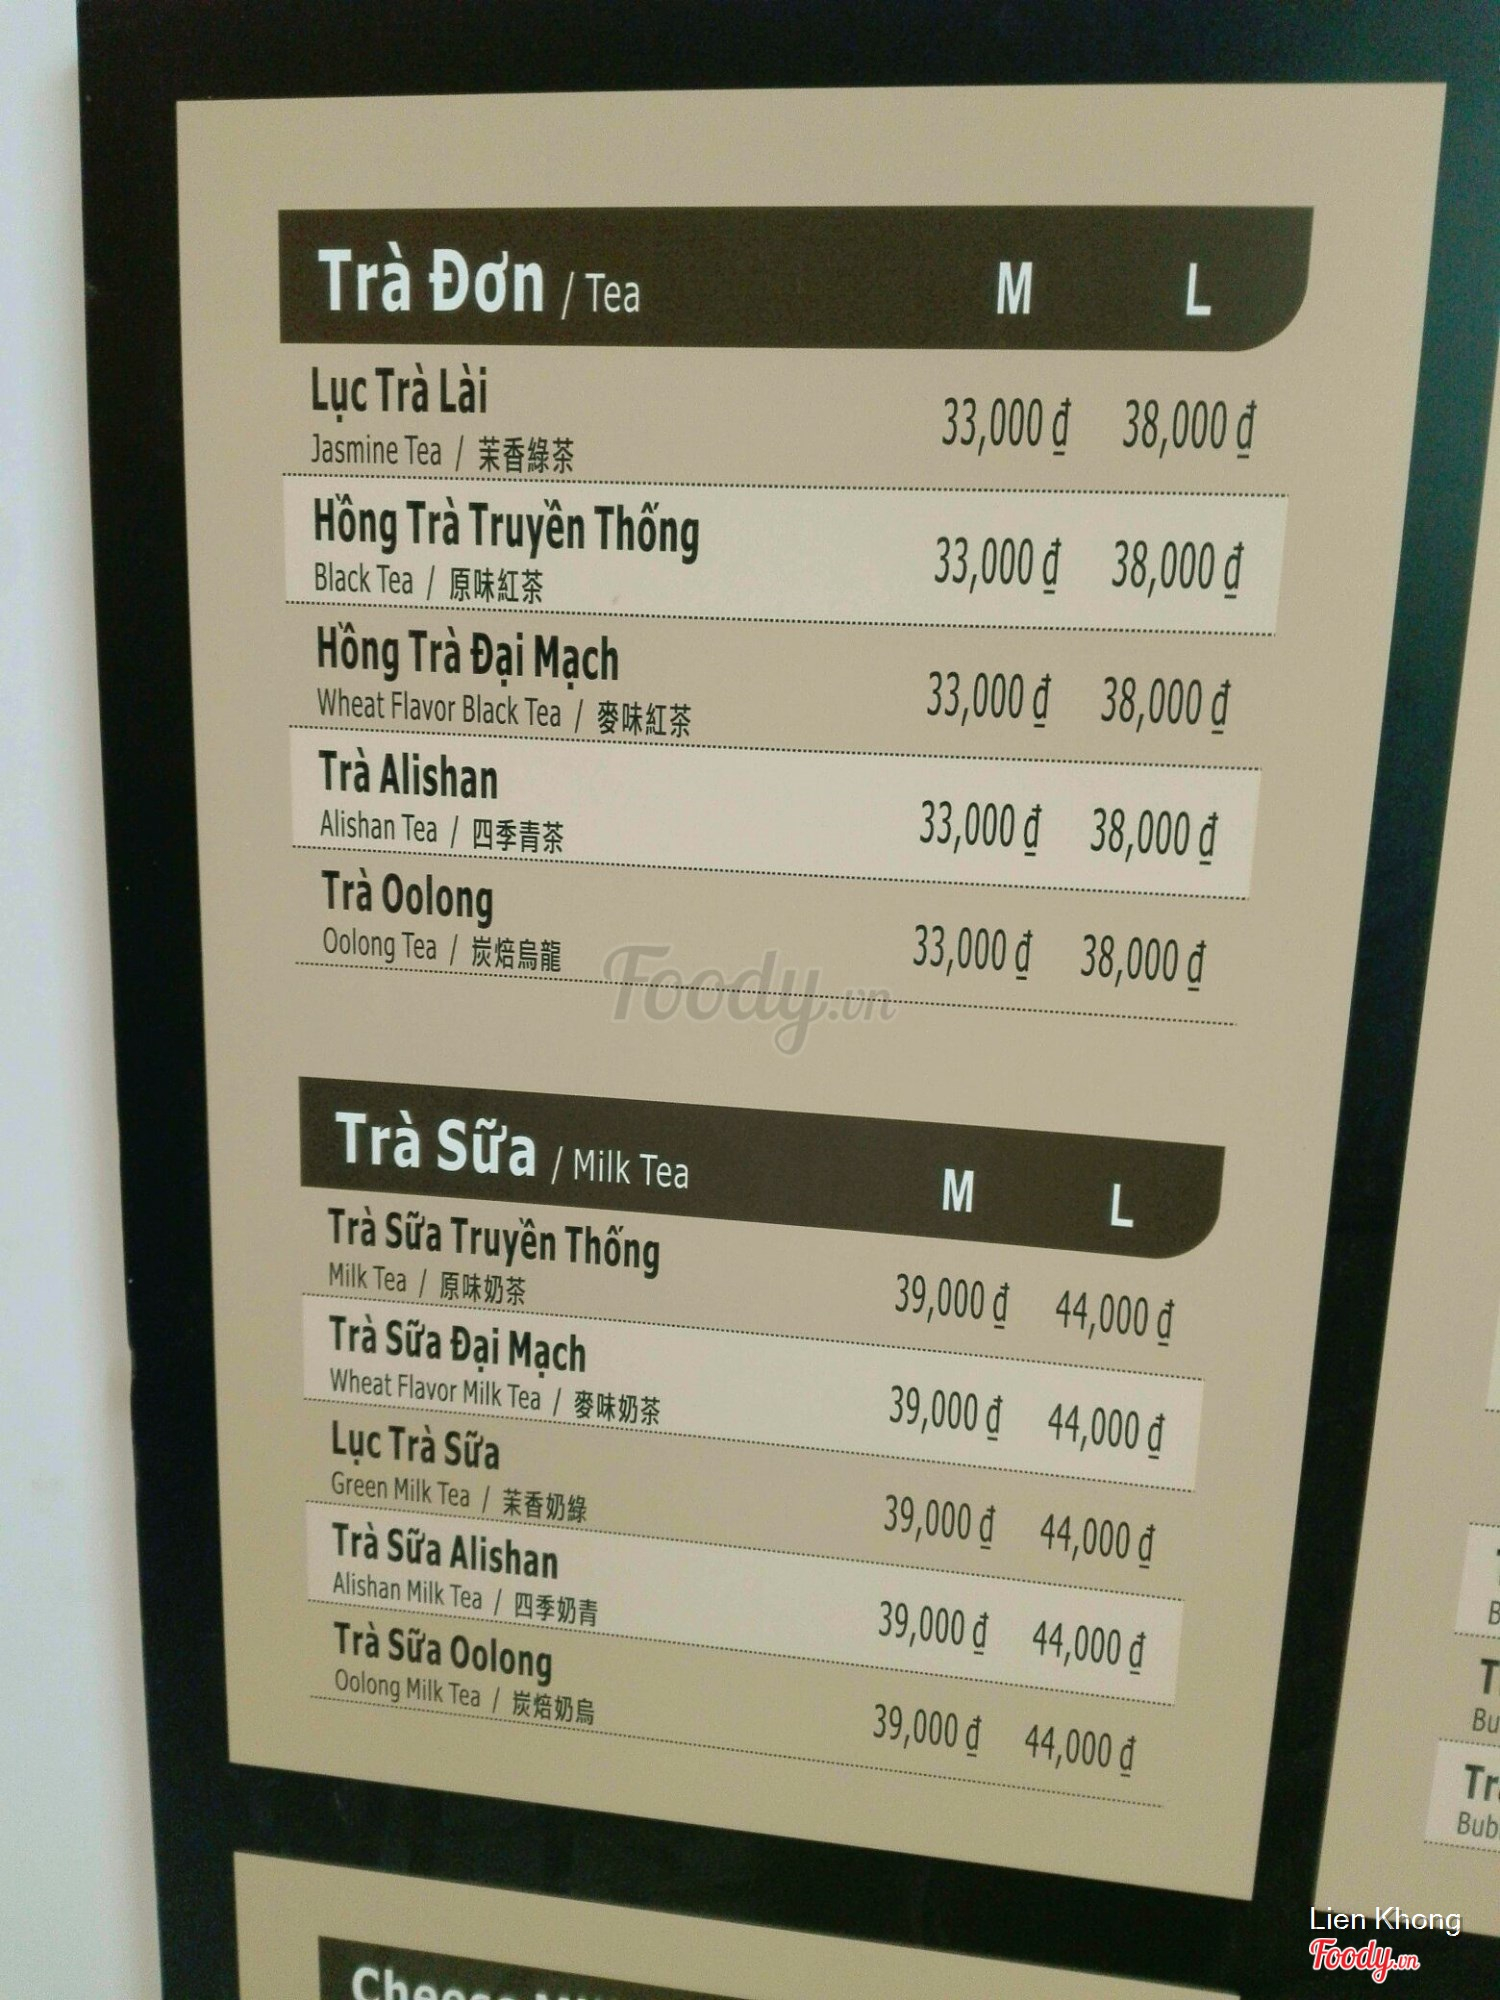 Trà Đơn / Tea M L
Lục Trà Lài
Jasmine Tea / 茉香綠茶
33,000 đ 38,000 đ
Hồng Trà Truyền Thống
Black Tea / 原味紅茶
33,000 đ 38,000 đ
Hồng Trà Đại Mạch
Wheat Flavor Black Tea / 麥味紅茶
33,000 đ 38,000 đ
Trà Alishan
Alishan Tea / 四季青茶
33,000 đ 38,000 đ
Trà Oolong
Oolong Tea / 炭焙烏龍
33,000 đ 38,000 đ
Foody.vn
Trà Sữa / Milk Tea M L
Trà Sữa Truyền Thống
Milk Tea / 原味奶茶
39,000 đ 44,000 đ
Trà Sữa Đại Mạch
Wheat Flavor Milk Tea / 麥味奶茶
39,000 đ 44,000 đ
Lục Trà Sữa
Green Milk Tea / 茉香奶綠
39,000 đ 44,000 đ
Trà Sữa Alishan
Alishan Milk Tea / 四季奶青
39,000 đ 44,000 đ
Trà Sữa Oolong
Oolong Milk Tea / 炭焙奶烏
39,000 đ 44,000 đ
Lien Khong
Foody.vn